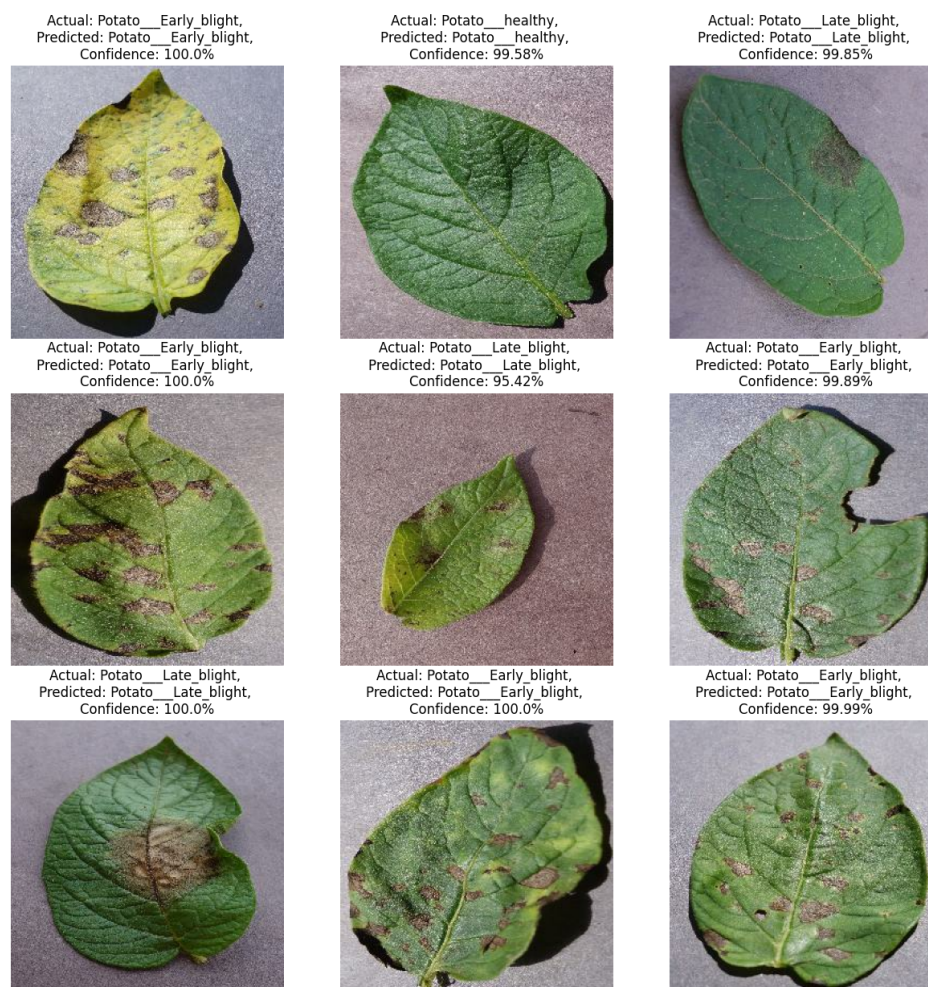 Actual: Potato___Early_blight,
Predicted: Potato___Early_blight,
Confidence: 100.0%
Actual: Potato___healthy,
Predicted: Potato___healthy,
Confidence: 99.58%
Actual: Potato___Late_blight,
Predicted: Potato___Late_blight,
Confidence: 99.85%
Actual: Potato___Early_blight,
Predicted: Potato___Early_blight,
Confidence: 100.0%
Actual: Potato___Late_blight,
Predicted: Potato___Late_blight,
Confidence: 95.42%
Actual: Potato___Early_blight,
Predicted: Potato___Early_blight,
Confidence: 99.89%
Actual: Potato___Late_blight,
Predicted: Potato___Late_blight,
Confidence: 100.0%
Actual: Potato___Early_blight,
Predicted: Potato___Early_blight,
Confidence: 100.0%
Actual: Potato___Early_blight,
Predicted: Potato___Early_blight,
Confidence: 99.99%